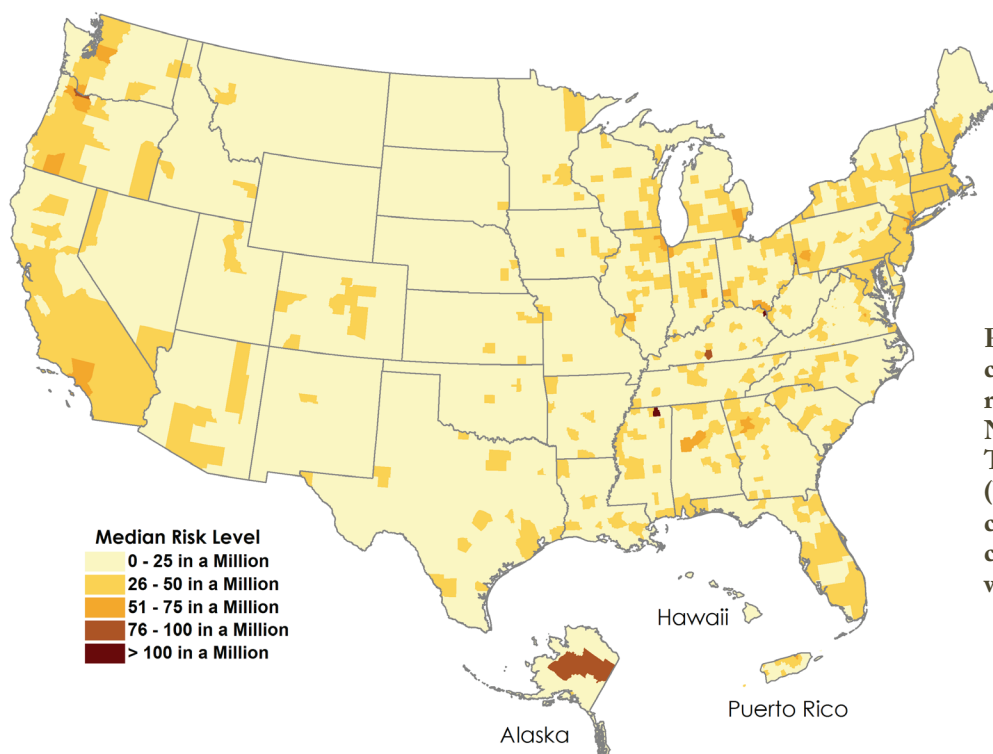 Median Risk Level
0 - 25 in a Million
26 - 50 in a Million
51 - 75 in a Million
76 - 100 in a Million
> 100 in a Million
Hawaii
Alaska
Puerto Rico